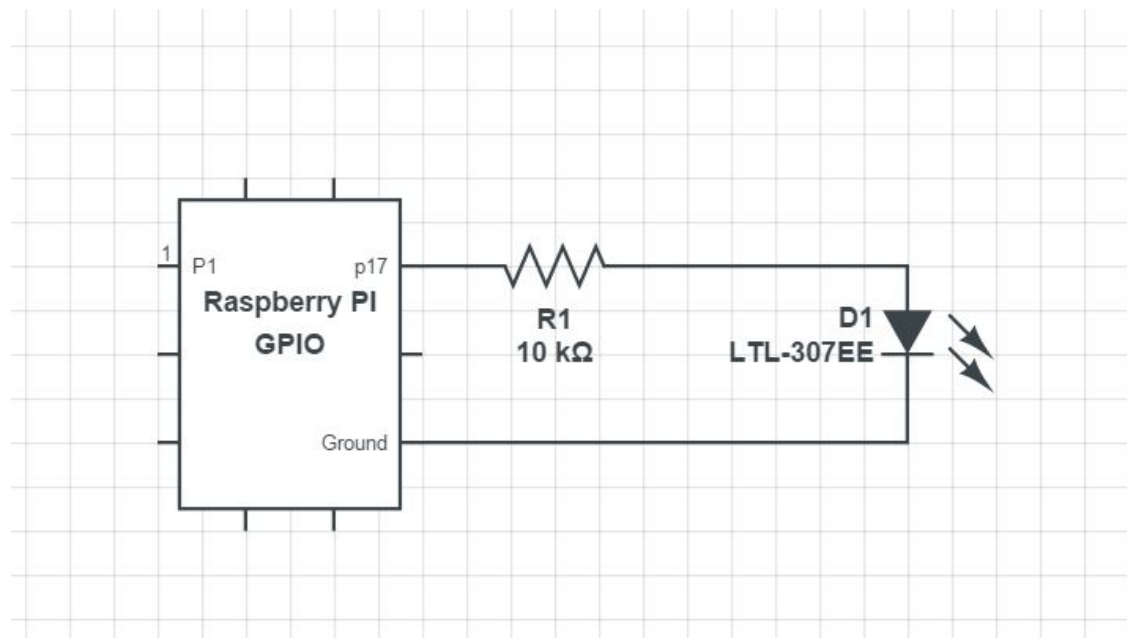 1
P1
p17
Raspberry PI
GPIO
Ground
R1
10 kΩ
D1
LTL-307EE